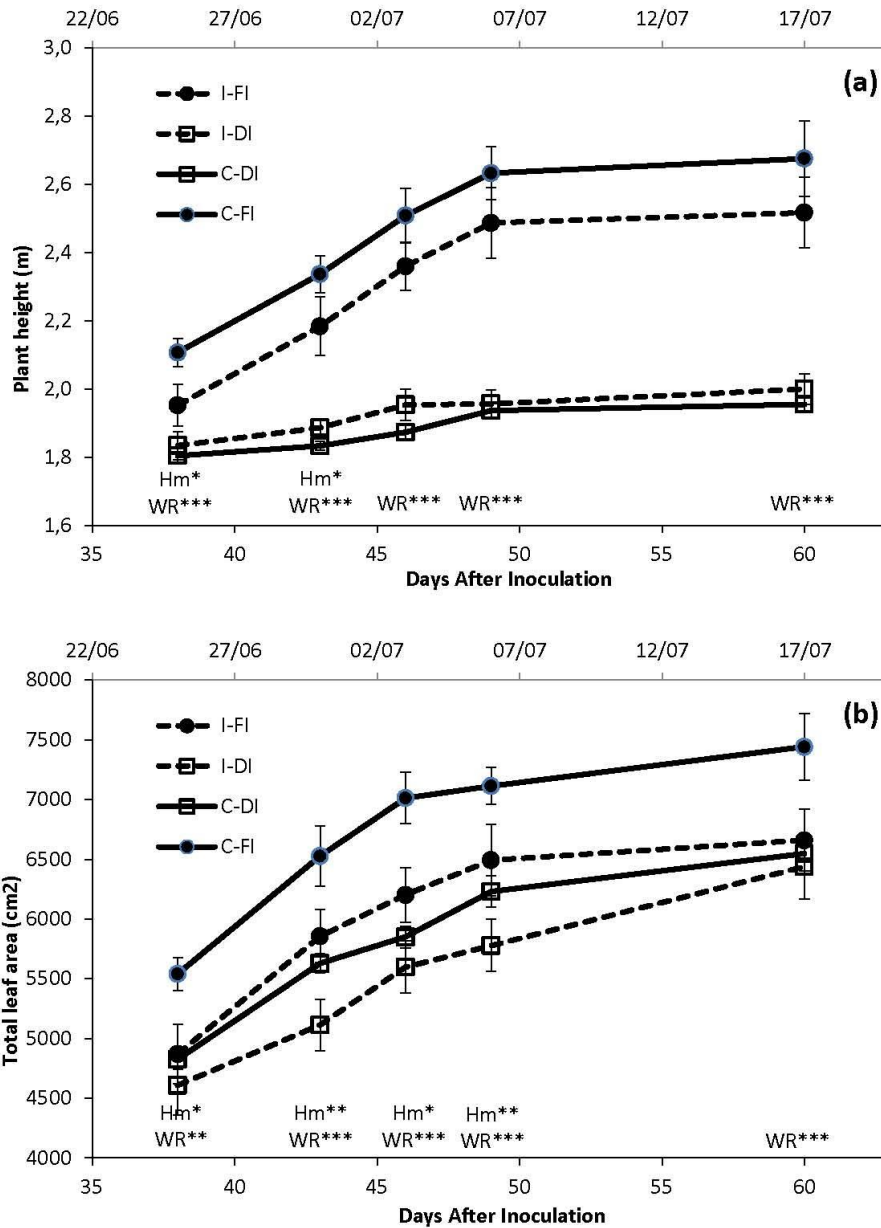 22/06 27/06 02/07 07/07 12/07 17/07
3,0
(a)
I-FI
I-DI
C-DI
C-FI
2,8
2,6
2,4
2,2
2,0
1,8
1,6
Plant height (m)
Hm* Hm*
WR*** WR*** WR*** WR*** WR***
35 40 45 50 55 60
Days After Inoculation
22/06 27/06 02/07 07/07 12/07 17/07
8000
(b)
I-FI
I-DI
C-DI
C-FI
7500
7000
6500
6000
5500
5000
4500
4000
Total leaf area (cm2)
Hm* Hm** Hm* Hm**
WR** WR*** WR*** WR*** WR***
35 40 45 50 55 60
Days After Inoculation